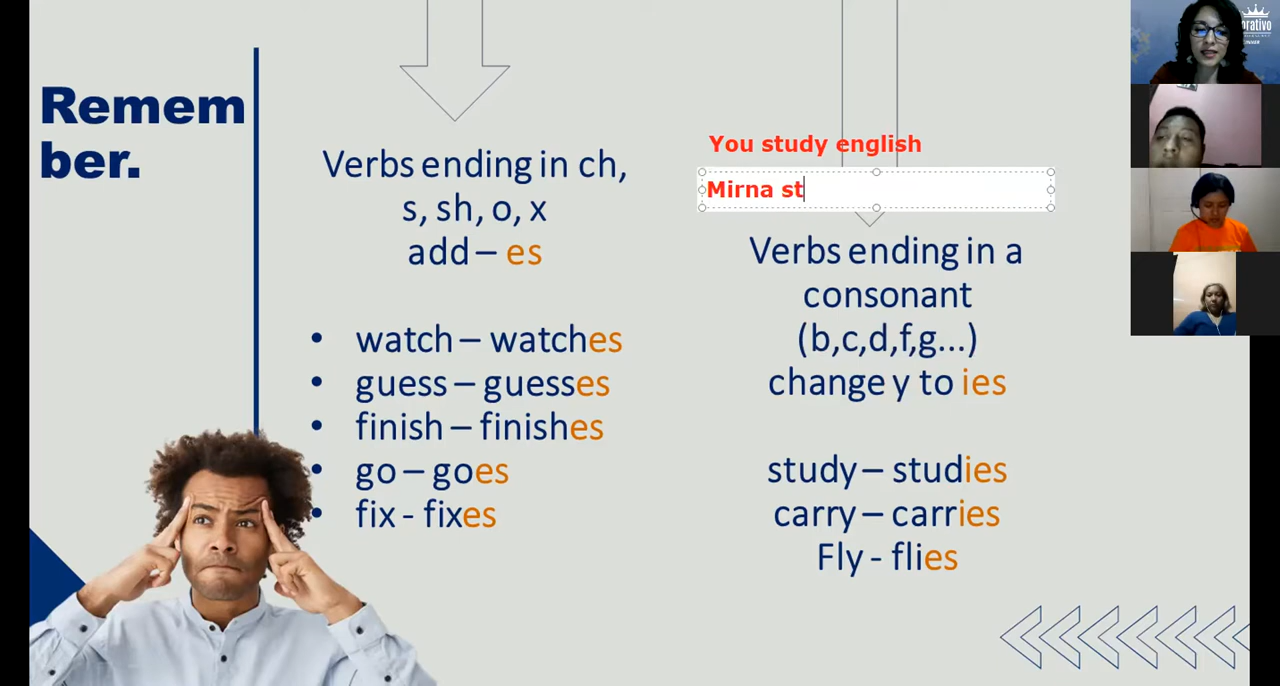 Remem
ber.
Verbs ending in ch,
s, sh, o, x
add – es
• watch – watches
• guess – guesses
• finish – finishes
• go – goes
• fix - fixes
You study english
Mirna st
Verbs ending in a
consonant
(b,c,d,f,g...)
change y to ies
study – studies
carry – carries
Fly - flies
orativo